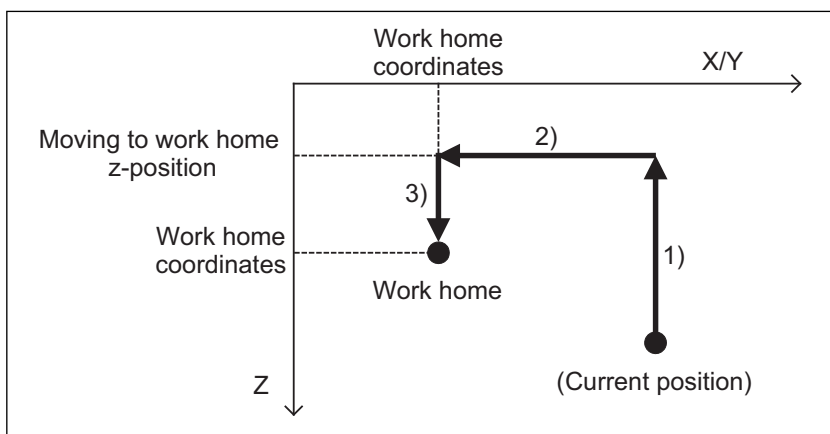 Work home
coordinates
X/Y
Moving to work home
z-position
2)
3)
Work home
coordinates
1)
Work home
Z
(Current position)